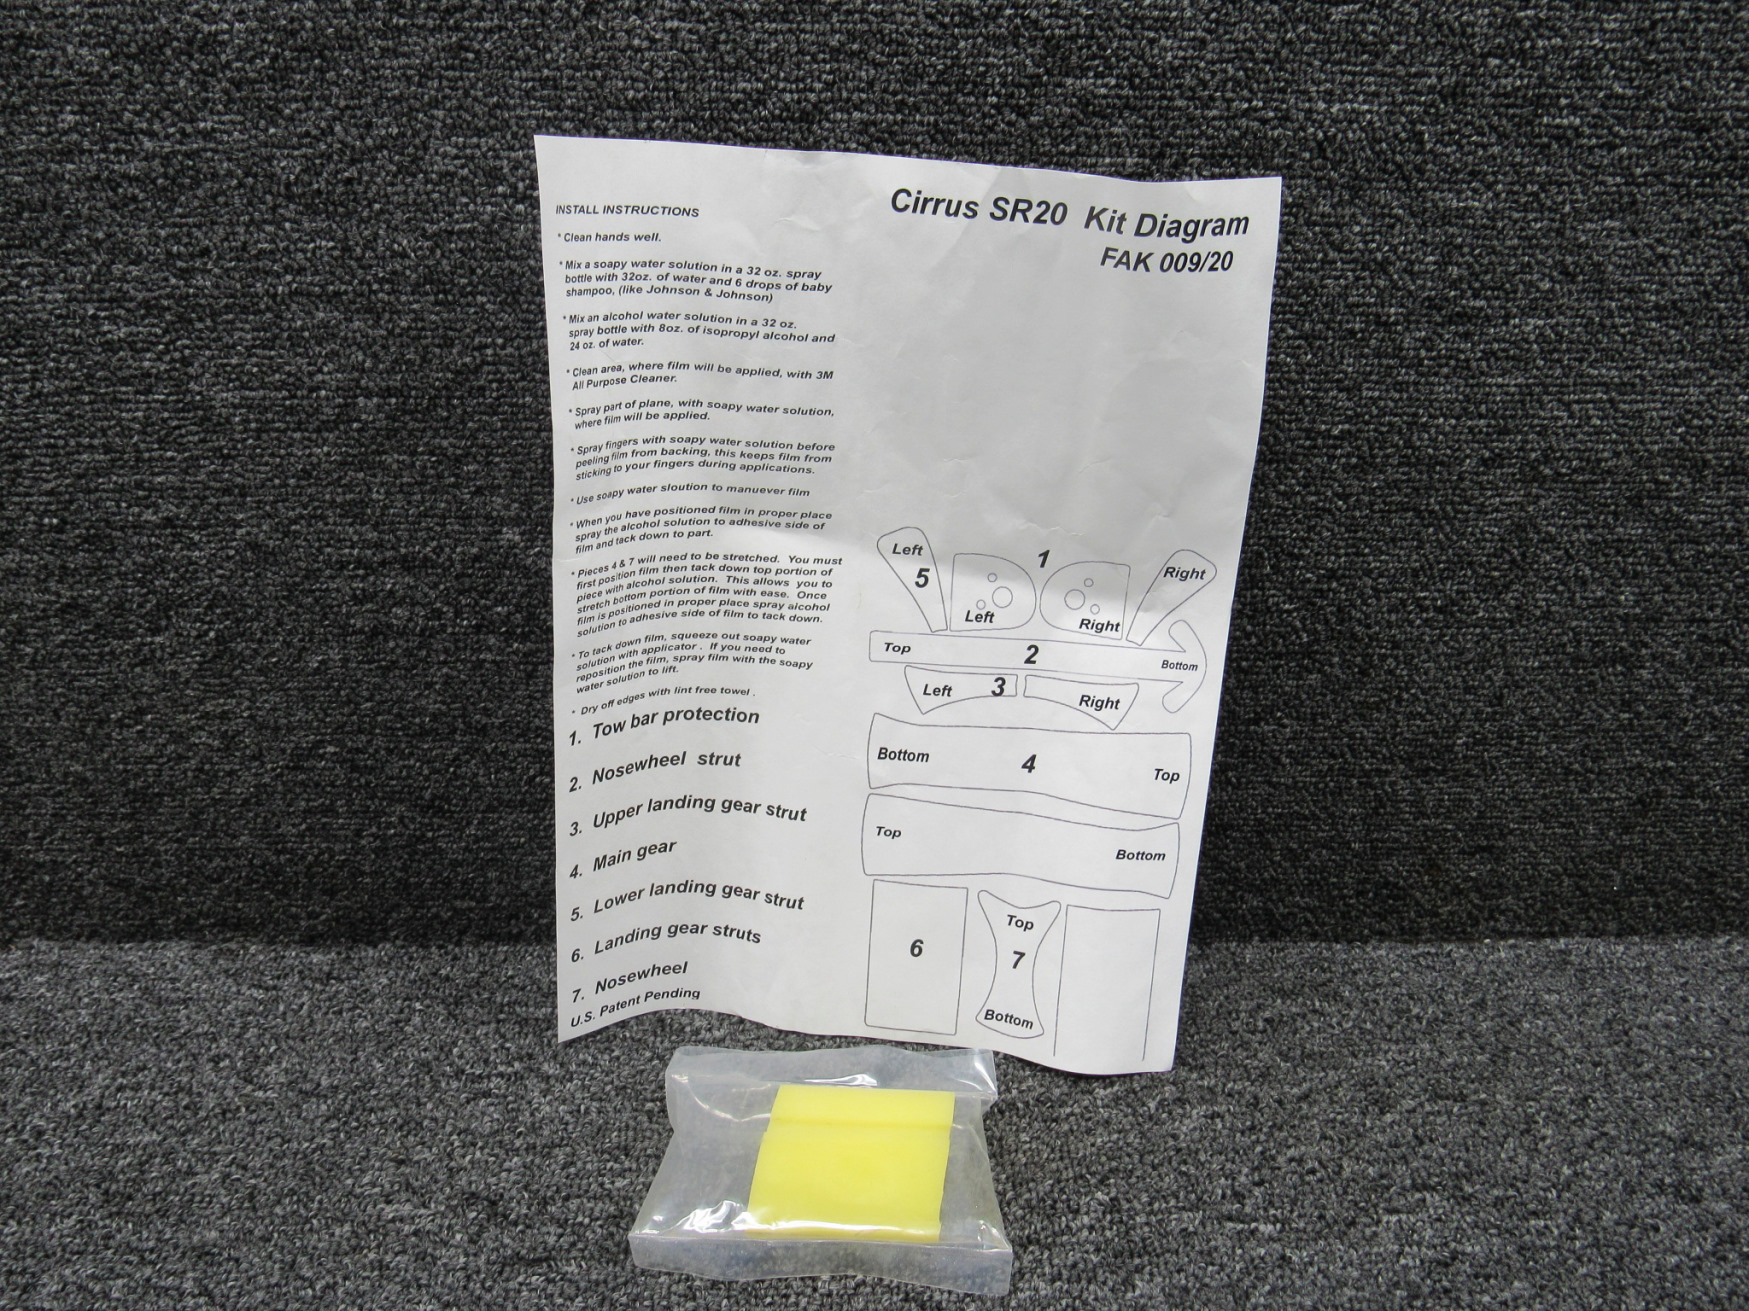 INSTALL INSTRUCTIONS
* Clean hands well.
* Mix a soapy water solution in a 32 oz. spray
bottle with 32oz. of water and 6 drops of baby
shampoo, (like Johnson & Johnson)
* Mix an alcohol water solution in a 32 oz.
spray bottle with 8oz. of isopropyl alcohol and
24 oz. of water.
* Clean area, where film will be applied, with 3M
All Purpose Cleaner.
* Spray part of plane, with soapy water solution,
where film will be applied.
* Spray fingers with soapy water solution before
peeling film from backing, this keeps film from
sticking to your fingers during applications.
* Use soapy water sloution to manuever film
* When you have positioned film in proper place
spray the alcohol solution to adhesive side of
film and tack down to part.
* Pieces 4 & 7 will need to be stretched. You must
first position film then tack down top portion of
piece with alcohol solution. This allows you to
stretch bottom portion of film with ease. Once
film is positioned in proper place spray alcohol
solution to adhesive side of film to tack down.
* To tack down film, squeeze out soapy water
solution with applicator . If you need to
reposition the film, spray film with the soapy
water solution to lift.
* Dry off edges with lint free towel .
1. Tow bar protection
2. Nosewheel strut
3. Upper landing gear strut
4. Main gear
5. Lower landing gear strut
6. Landing gear struts
7. Nosewheel
U.S. Patent Pending
Cirrus SR20 Kit Diagram
FAK 009/20
Left
5
1
Left
Right
Right
Top
2
Bottom
Left
3
Right
Bottom
4
Top
Top
Bottom
6
Top
7
Bottom